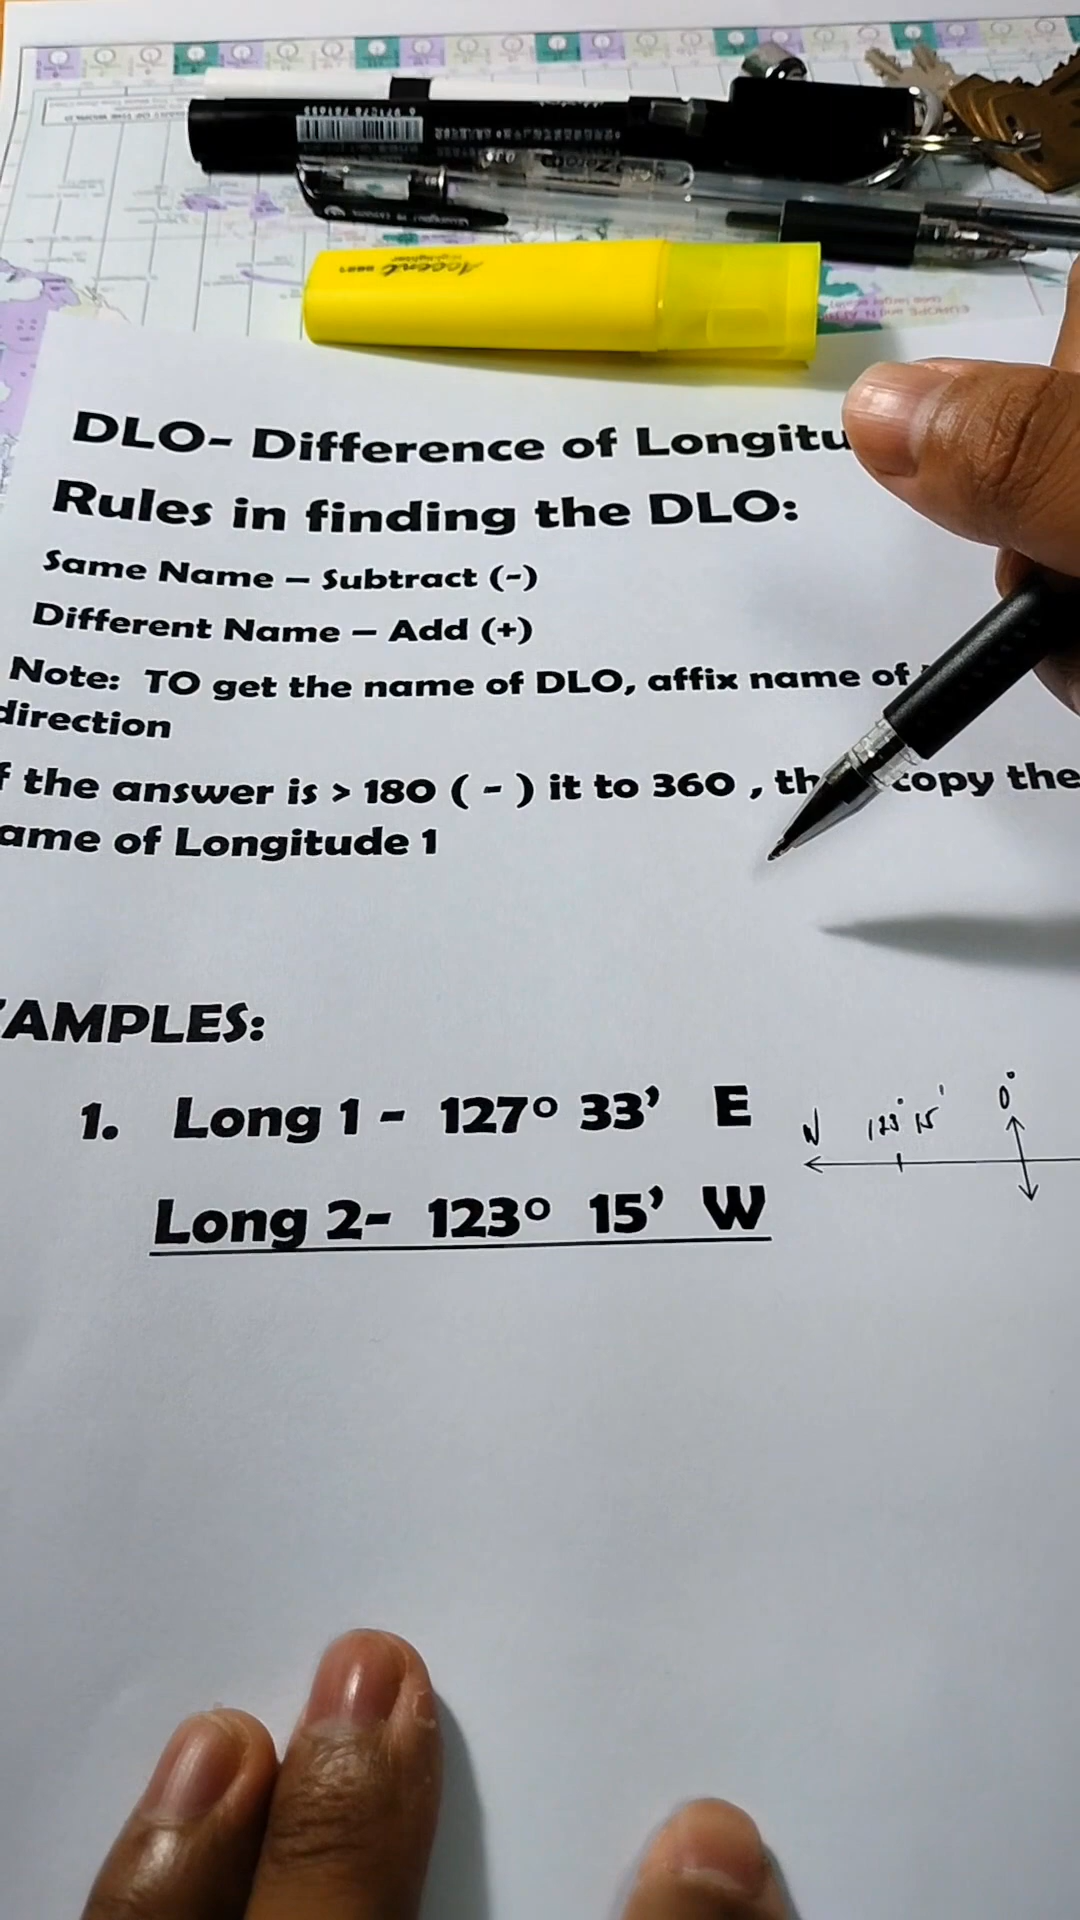 Accent
Highlighter
DLO- Difference of
Rules in finding the DLO:
Same Name – Subtract (-)
Different Name – Add (+)
Note: TO get the name of DLO, affix name of
direction
the answer is > 180 ( - ) it to 360 , copy the
ame of Longitude 1
AMPLES:
1. Long 1 - 127° 33’ E
Long 2- 123° 15’ W
W 123° 15' 0°